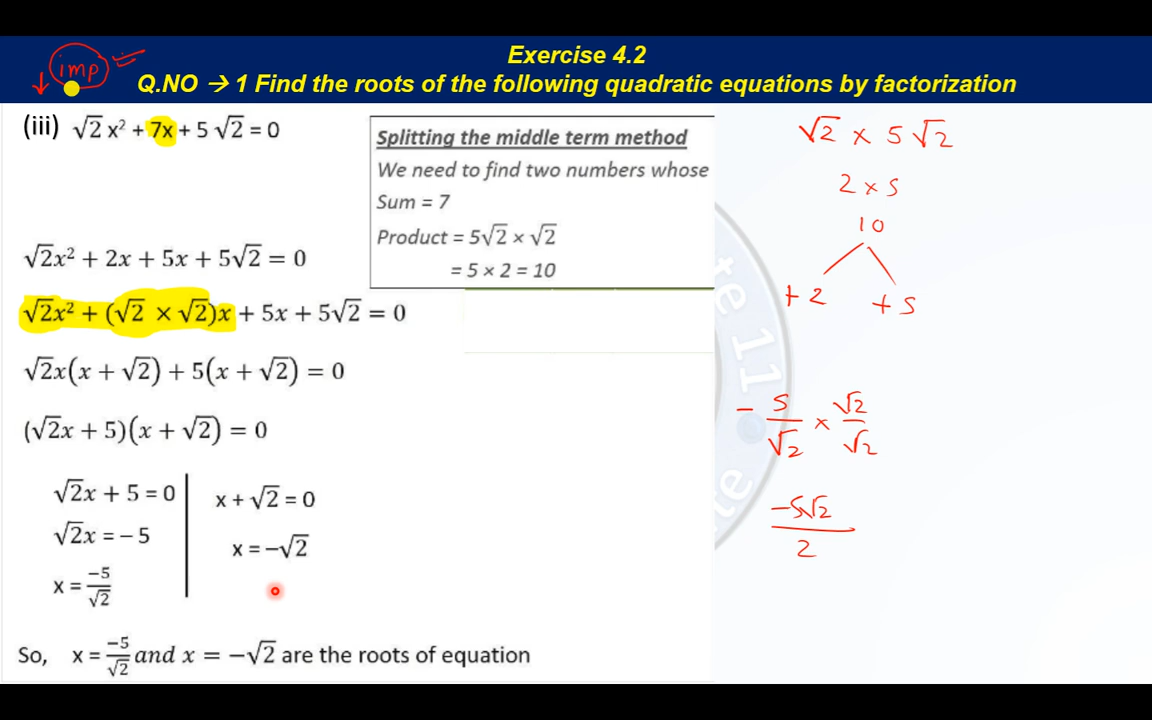 imp
Exercise 4.2
Q.NO → 1 Find the roots of the following quadratic equations by factorization
(iii) √2 x² + 7x + 5 √2 = 0
Splitting the middle term method
We need to find two numbers whose
Sum = 7
Product = 5√2 × √2
= 5 × 2 = 10
√2x² + 2x + 5x + 5√2 = 0
√2x² + (√2 × √2)x + 5x + 5√2 = 0
√2x(x + √2) + 5(x + √2) = 0
(√2x + 5)(x + √2) = 0
√2x + 5 = 0
√2x = – 5
x = −5/√2
x + √2 = 0
x = −√2
So, x = −5/√2 and x = −√2 are the roots of equation
√2 × 5√2
2 × 5
10
+2 +5
− 5/√2 × √2/√2
−5√2/2